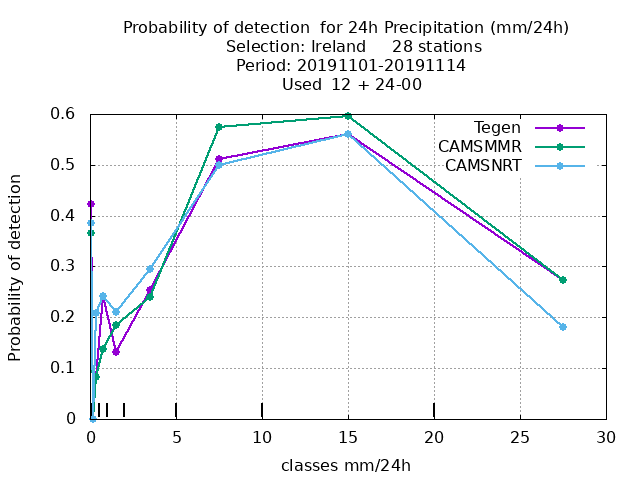 Probability of detection  for 24h Precipitation (mm/24h)
Selection: Ireland     28 stations
Period: 20191101-20191114
Used  12 + 24-00
Tegen
CAMSMMR
CAMSNRT
Probability of detection
0.6
0.5
0.4
0.3
0.2
0.1
0
0 5 10 15 20 25 30
classes mm/24h